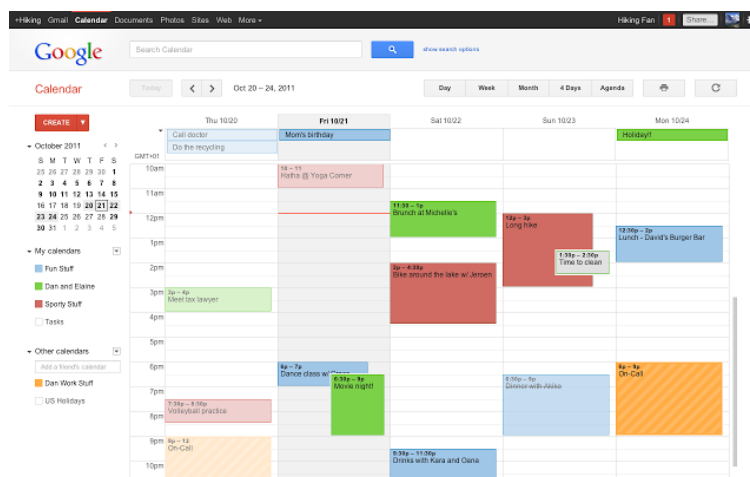 +Hiking Gmail Calendar Documents Photos Sites Web More
Hiking Fan 1 Share...
Google
Search Calendar
show search options
Calendar
Today
Oct 20 – 24, 2011
Day Week Month 4 Days Agenda
CREATE
October 2011
S M T W T F S
25 26 27 28 29 30 1
2 3 4 5 6 7 8
9 10 11 12 13 14 15
16 17 18 19 20 21 22
23 24 25 26 27 28 29
30 31 1 2 3 4 5
My calendars
Fun Stuff
Dan and Elaine
Sporty Stuff
Tasks
Other calendars
Add a friend's calendar
Dan Work Stuff
US Holidays
Thu 10/20 Fri 10/21 Sat 10/22 Sun 10/23 Mon 10/24
Call doctor
Do the recycling
Mom's birthday
Holiday!!
GMT+01
10am
11am
12pm
1pm
2pm
3pm
4pm
5pm
6pm
7pm
8pm
9pm
10pm
3p – 4p
Meet tax lawyer
7:30p – 8:30p
Volleyball practice
9p – 12
On-Call
10 – 11
Hatha @ Yoga Corner
6p – 7p
Dance class w/
6:30p – 9p
Movie night!
11:30 – 1p
Brunch at Michelle's
2p – 4:30p
Bike around the lake w/ Jeroen
9:30p – 11:30p
Drinks with Kara and Oana
12p – 3p
Long hike
1:30p – 2:30p
Time to clean
6:30p – 9p
Dinner with Akiko
12:30p – 2p
Lunch - David's Burger Bar
6p – 9p
On-Call